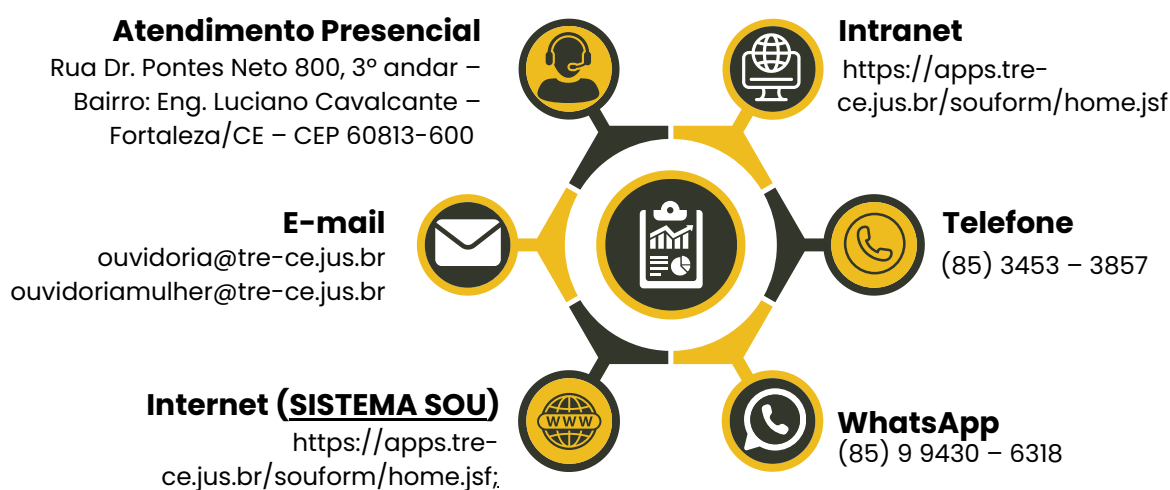 Atendimento Presencial
Rua Dr. Pontes Neto 800, 3º andar –
Bairro: Eng. Luciano Cavalcante –
Fortaleza/CE – CEP 60813-600
Intranet
https://apps.tre-
ce.jus.br/souform/home.jsf
E-mail
ouvidoria@tre-ce.jus.br
ouvidoriamulher@tre-ce.jus.br
Telefone
(85) 3453 – 3857
Internet (SISTEMA SOU)
https://apps.tre-
ce.jus.br/souform/home.jsf;
WWW
WhatsApp
(85) 9 9430 – 6318